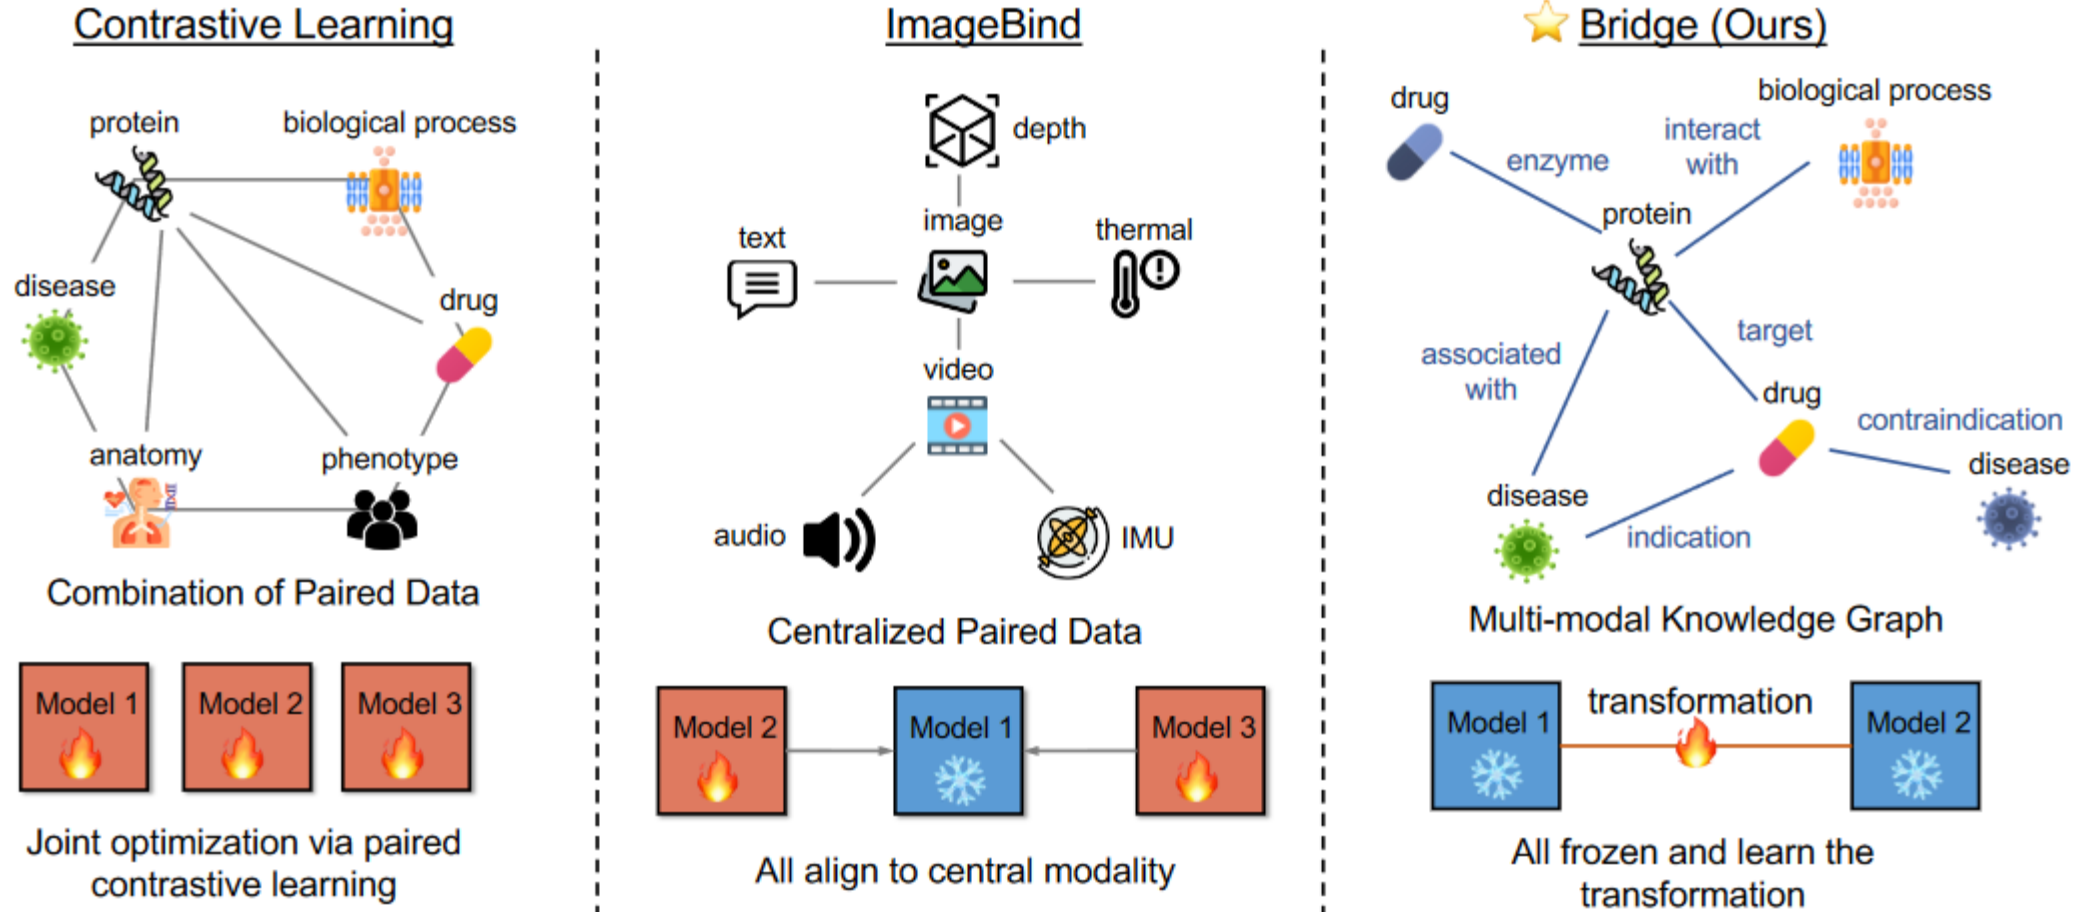 Contrastive Learning
protein
biological process
disease
drug
anatomy
phenotype
Combination of Paired Data
Model 1
Model 2
Model 3
Joint optimization via paired
contrastive learning
ImageBind
depth
image
text
thermal
video
audio
IMU
Centralized Paired Data
Model 2
Model 1
Model 3
All align to central modality
Bridge (Ours)
drug
biological process
enzyme
interact
with
protein
associated
with
target
drug
contraindication
disease
disease
indication
Multi-modal Knowledge Graph
Model 1
transformation
Model 2
All frozen and learn the
transformation